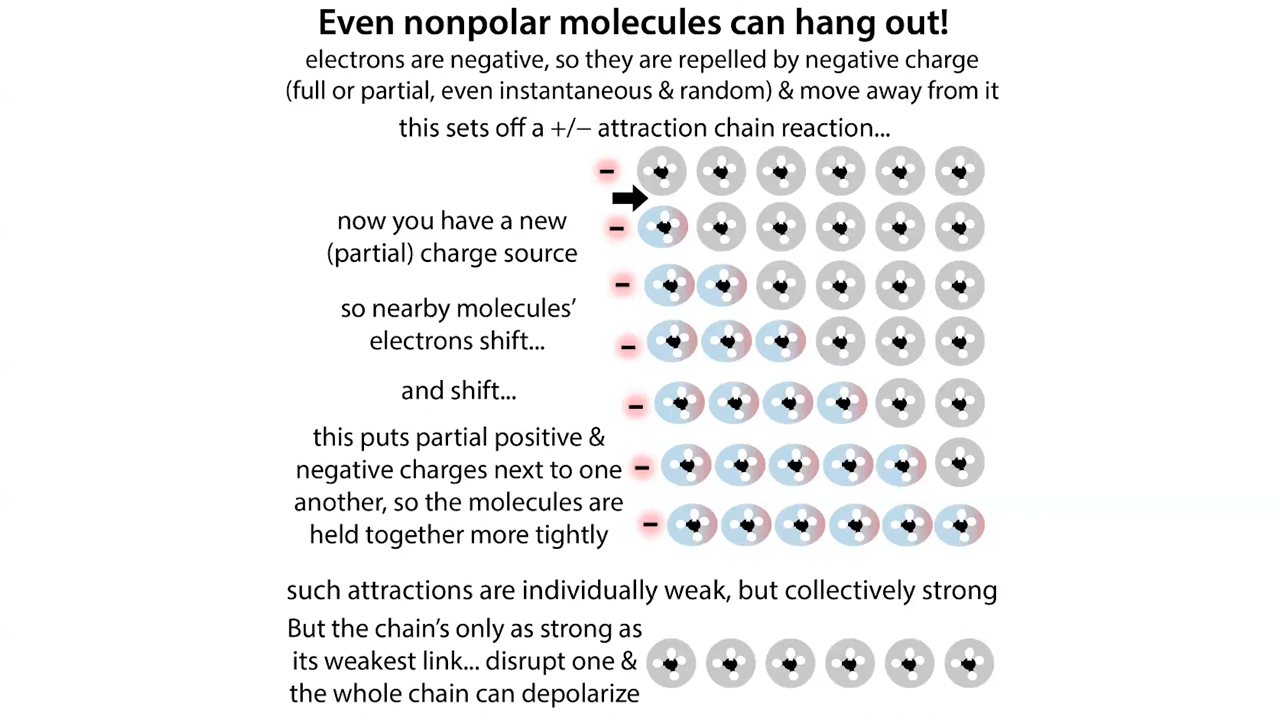 Even nonpolar molecules can hang out!
electrons are negative, so they are repelled by negative charge
(full or partial, even instantaneous & random) & move away from it
this sets off a +/− attraction chain reaction...
now you have a new
(partial) charge source
so nearby molecules’
electrons shift...
and shift...
this puts partial positive &
negative charges next to one
another, so the molecules are
held together more tightly
such attractions are individually weak, but collectively strong
But the chain’s only as strong as
its weakest link... disrupt one &
the whole chain can depolarize